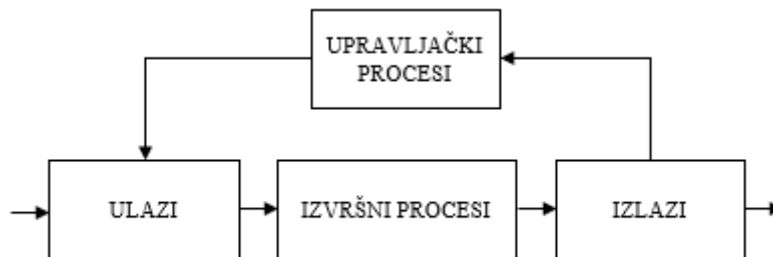 UPRAVLJAČKI
PROCESI
ULAZI
IZVRŠNI PROCESI
IZLAZI